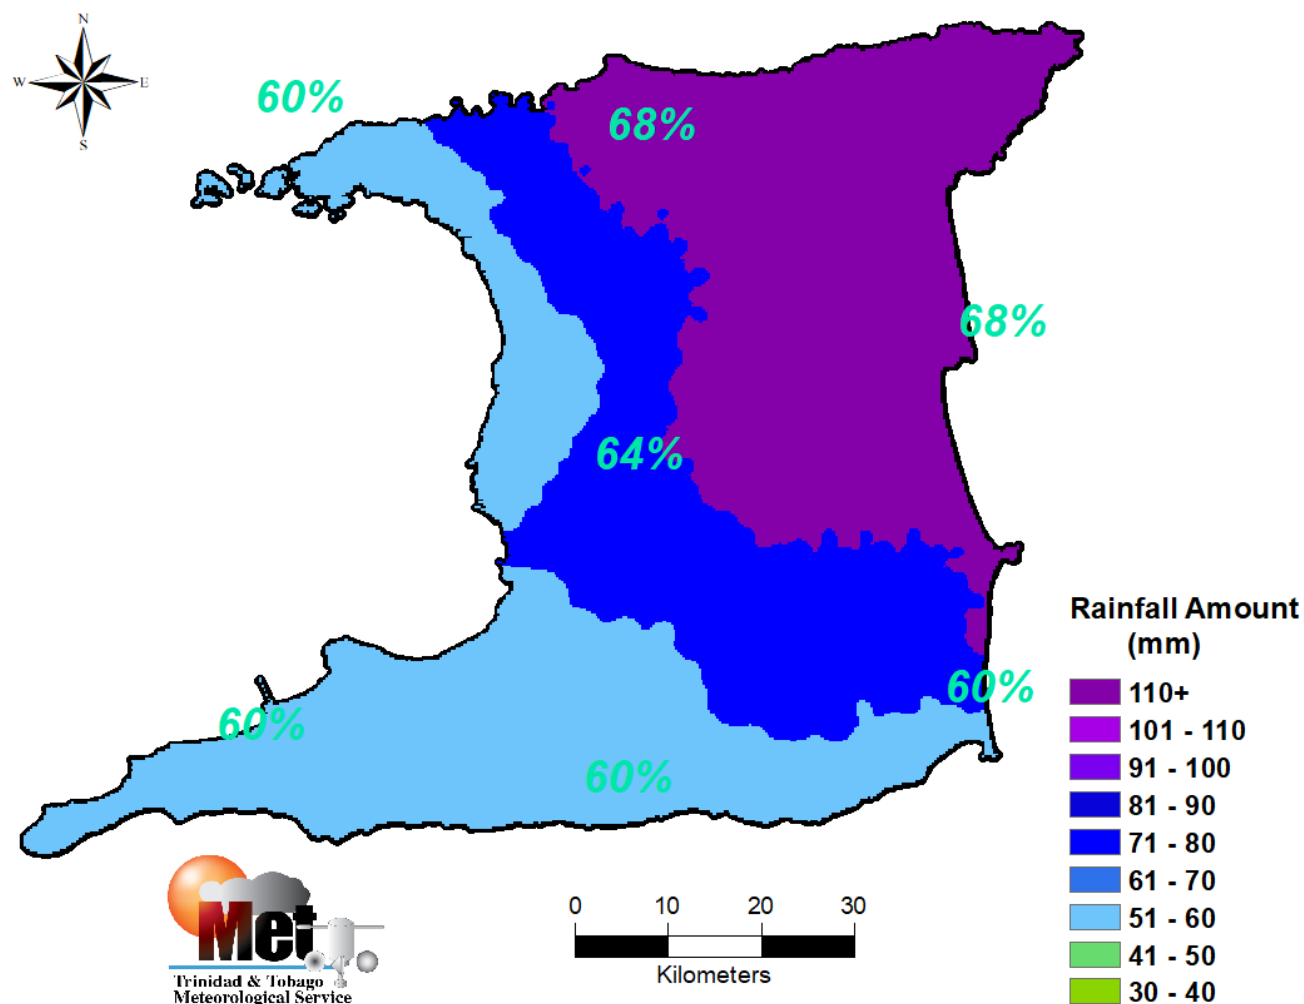 N
W E
S
60%
68%
68%
64%
60%
60%
60%
Rainfall Amount
(mm)
110+
101 - 110
91 - 100
81 - 90
71 - 80
61 - 70
51 - 60
41 - 50
30 - 40
0 10 20 30
Kilometers
Met
Trinidad & Tobago
Meteorological Service